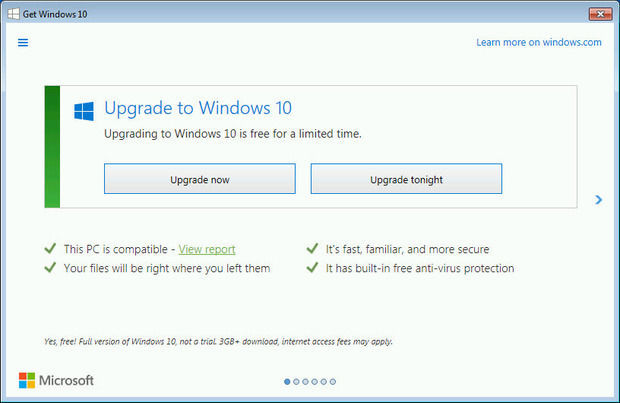 Get Windows 10
Learn more on windows.com
Upgrade to Windows 10
Upgrading to Windows 10 is free for a limited time.
Upgrade now
Upgrade tonight
This PC is compatible - View report
It's fast, familiar, and more secure
Your files will be right where you left them
It has built-in free anti-virus protection
Yes, free! Full version of Windows 10, not a trial. 3GB+ download, internet access fees may apply.
Microsoft